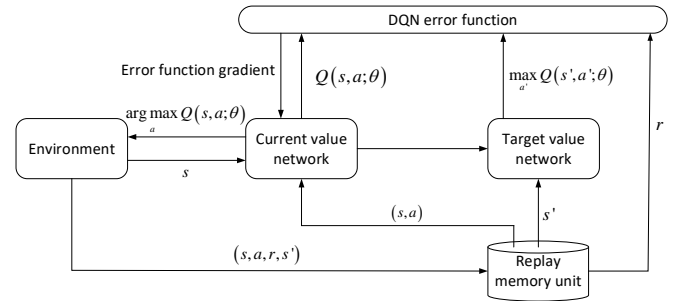 DQN error function
Error function gradient
Q(s,a;θ)
max Q(s',a';θ)
a'
r
arg max Q(s,a;θ)
a
Environment
Current value
network
Target value
network
s
(s,a)
s'
(s,a,r,s')
Replay
memory unit